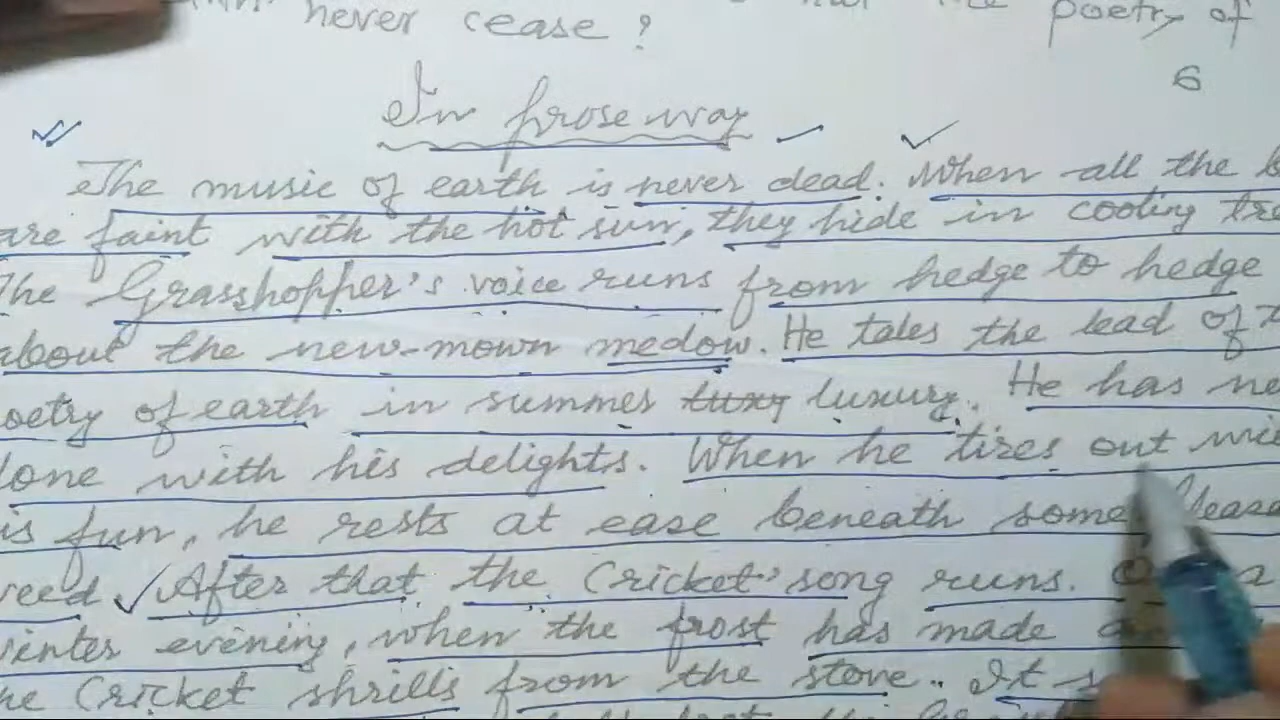 never cease? the poetry of
6
In prose way
The music of earth is never dead. When all the
are faint with the hot sun, they hide in cooling
The Grasshopper's voice runs from hedge to hedge
about the new-mown medow. He tales the lead of
oetry of earth in summer luxury. He has
done with his delights. When he tires out
is fun, he rests at ease beneath some
reed After that the Cricket's song runs.
inter evening, when the frost has made
he Cricket shrills from the stove. It